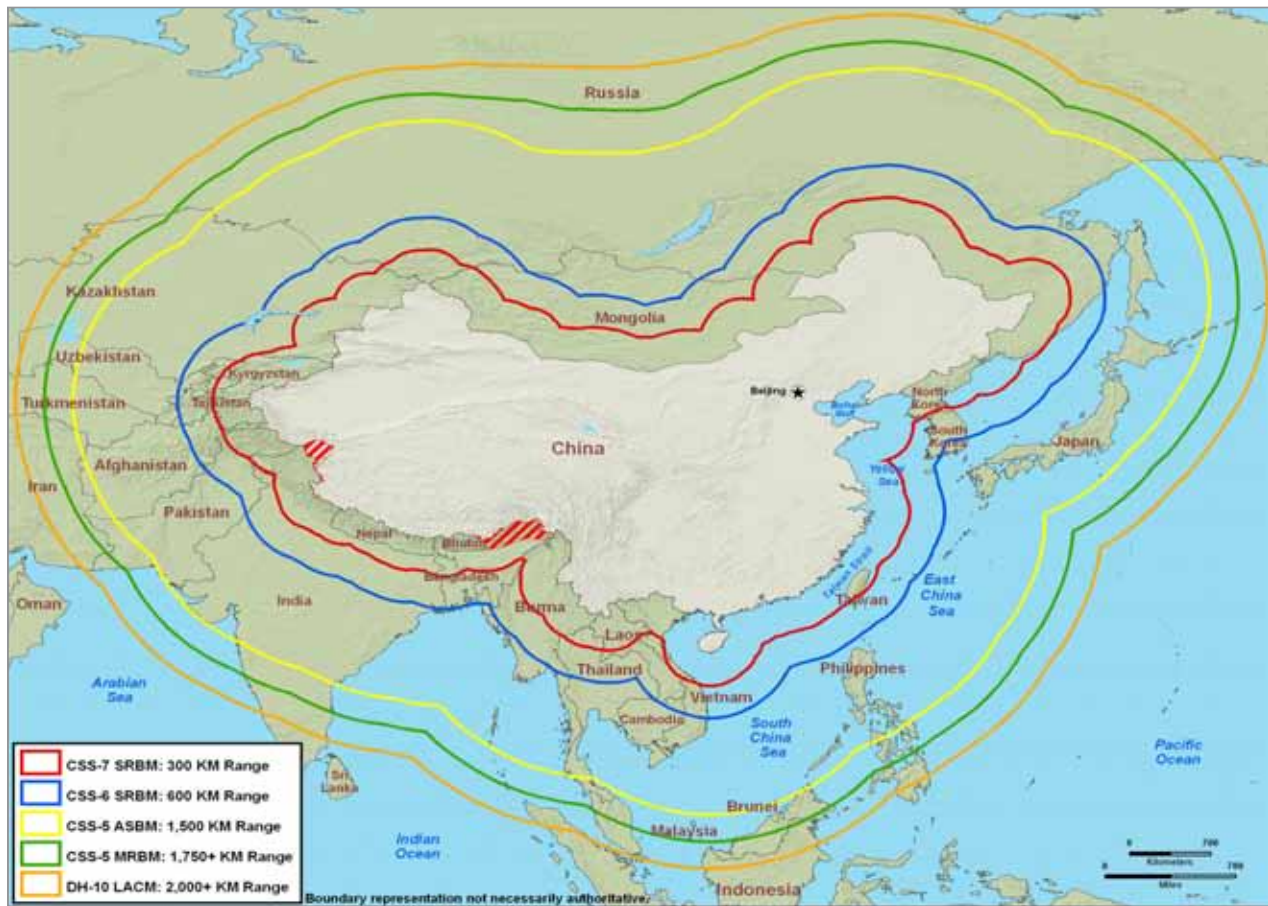 Russia
Kazakhstan
Mongolia
Uzbekistan
Kyrgyzstan
Turkmenistan
Tajikistan
Beijing
Bohai
Gulf
North
Korea
South
Korea
Japan
China
Yellow
Sea
Afghanistan
Iran
Pakistan
Nepal
Bhutan
Bangladesh
India
Burma
Taiwan Strait
Taiwan
East
China
Sea
Oman
Laos
Thailand
Philippines
Arabian
Sea
Vietnam
Cambodia
South
China
Sea
Pacific
Ocean
Sri
Lanka
Brunei
Malaysia
Indian
Ocean
Indonesia
CSS-7 SRBM: 300 KM Range
CSS-6 SRBM: 600 KM Range
CSS-5 ASBM: 1,500 KM Range
CSS-5 MRBM: 1,750+ KM Range
DH-10 LACM: 2,000+ KM Range
Boundary representation not necessarily authoritative.
0 700
Kilometers
0 700
Miles